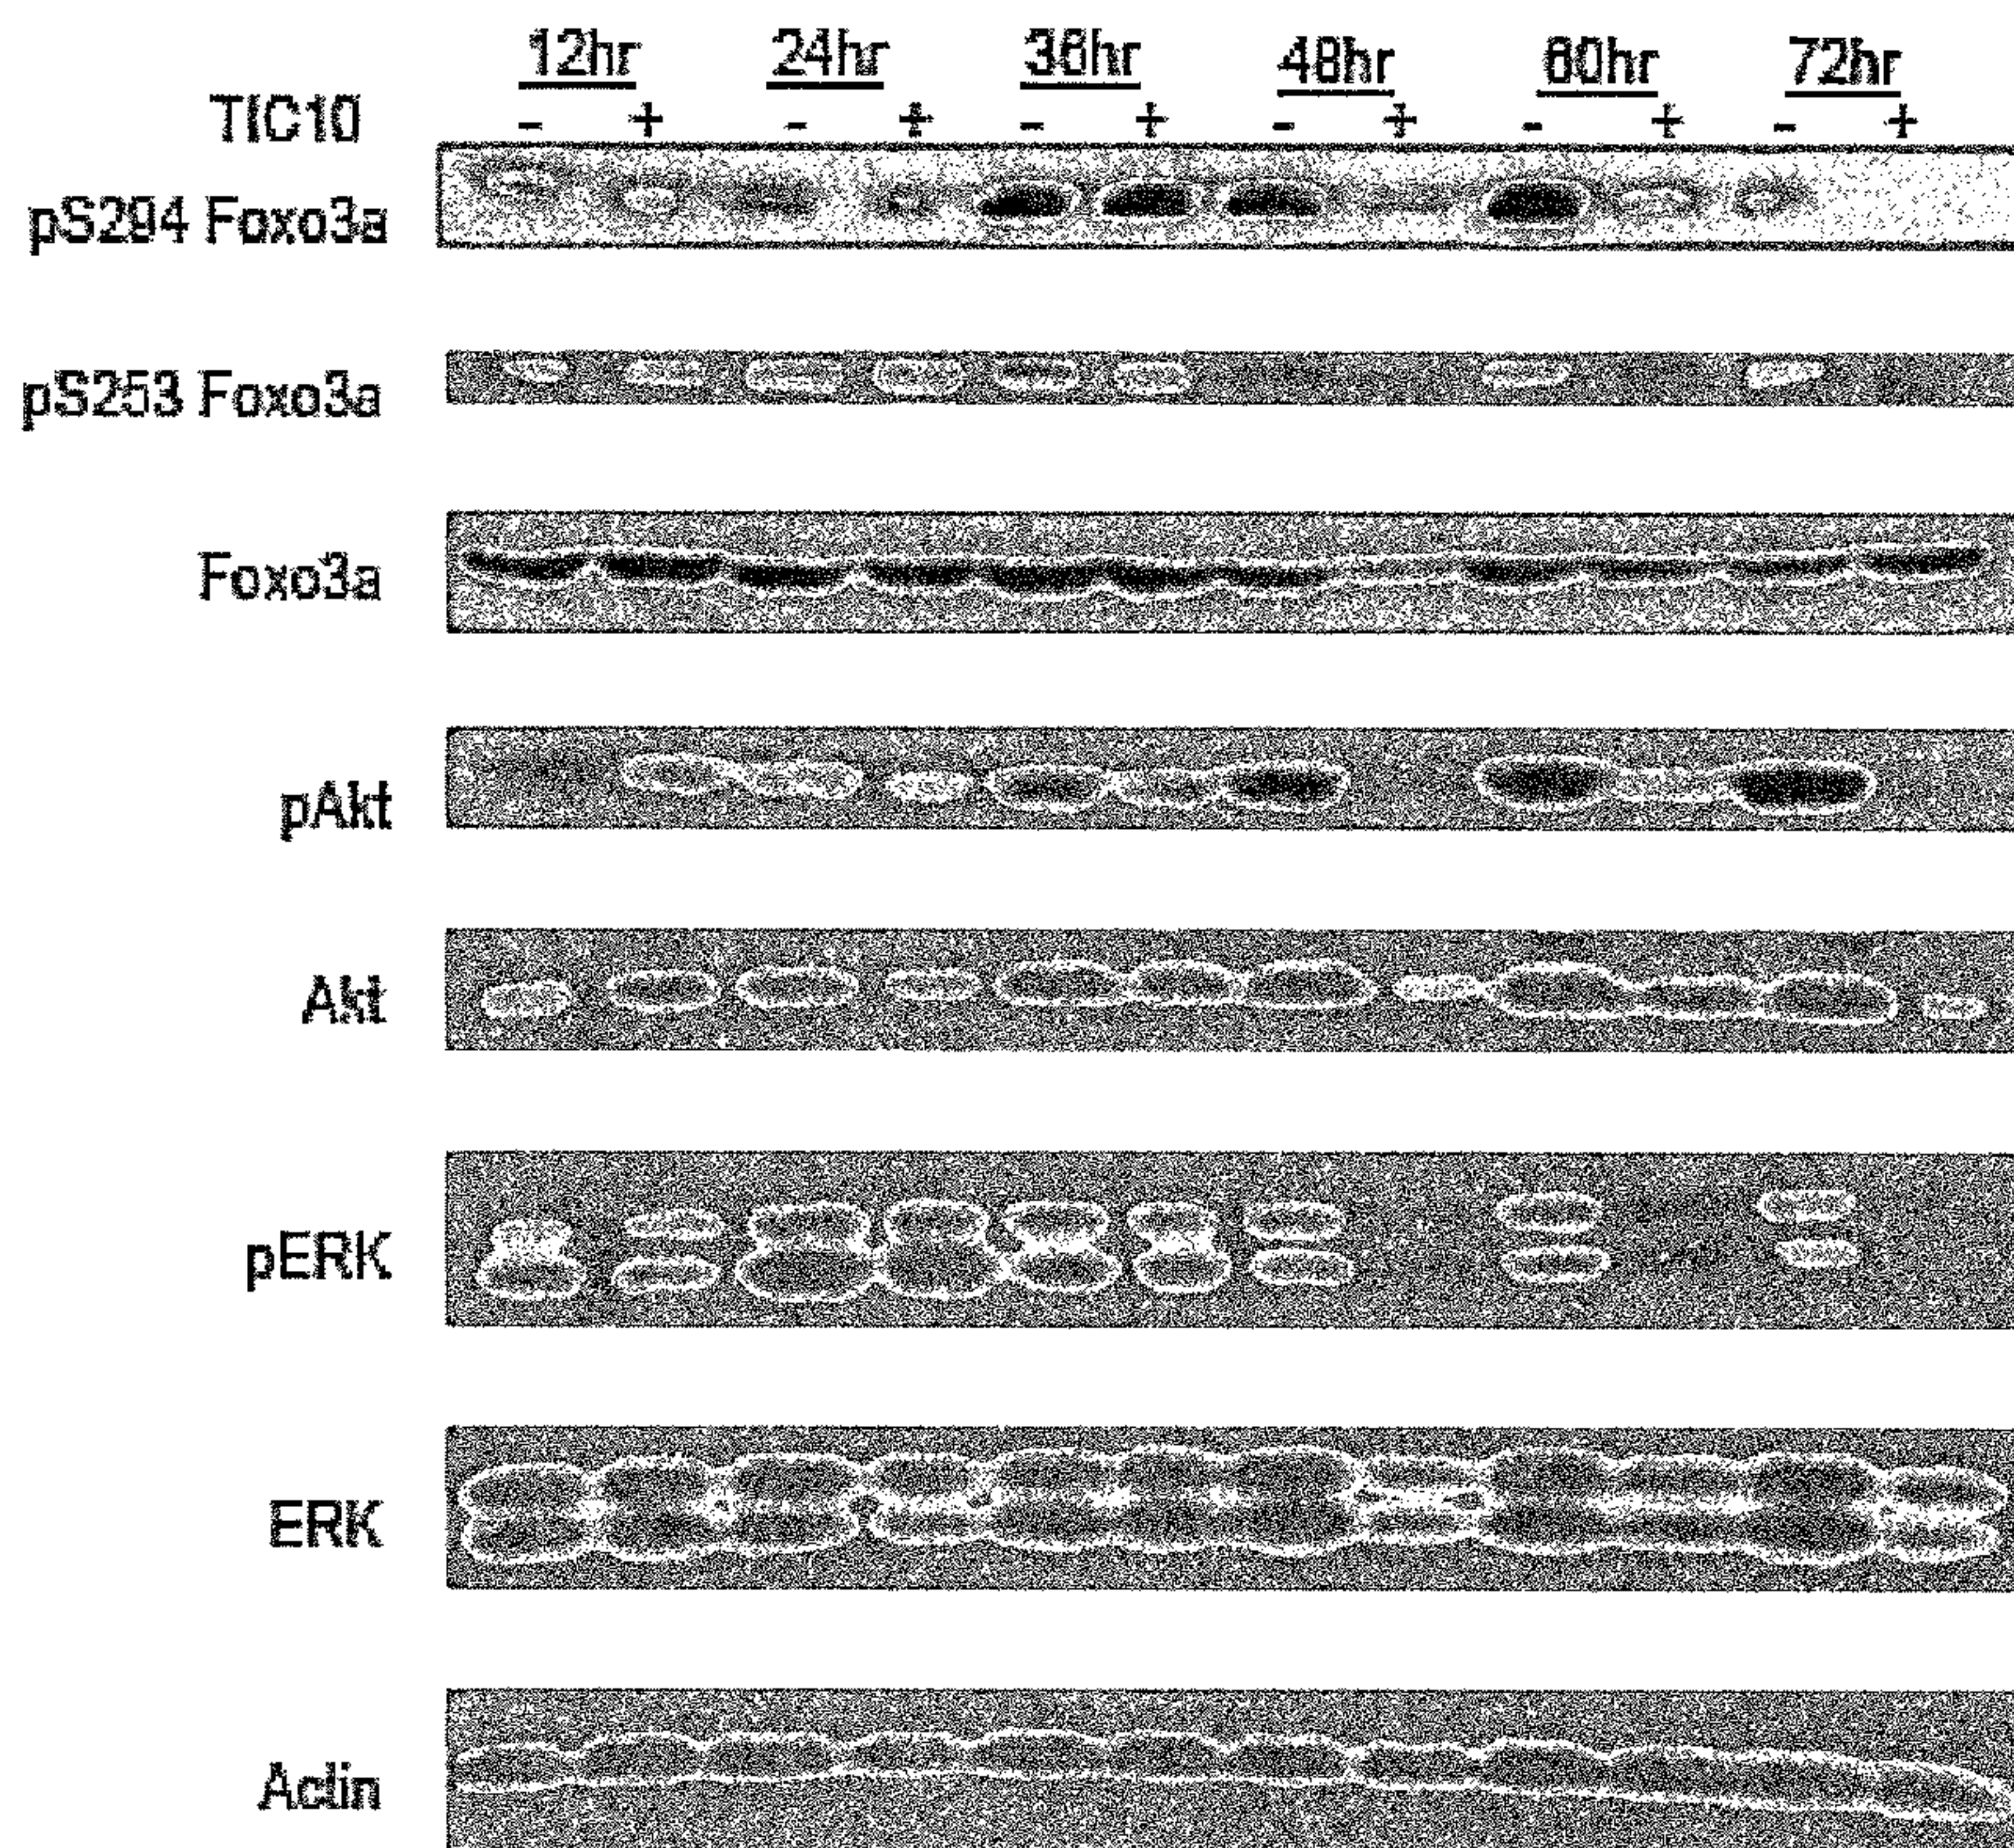 12hr 24hr 36hr 48hr 60hr 72hr
TIC10 - + - + - + - + - + - +
pS294 Foxo3a
pS253 Foxo3a
Foxo3a
pAkt
Akt
pERK
ERK
Actin